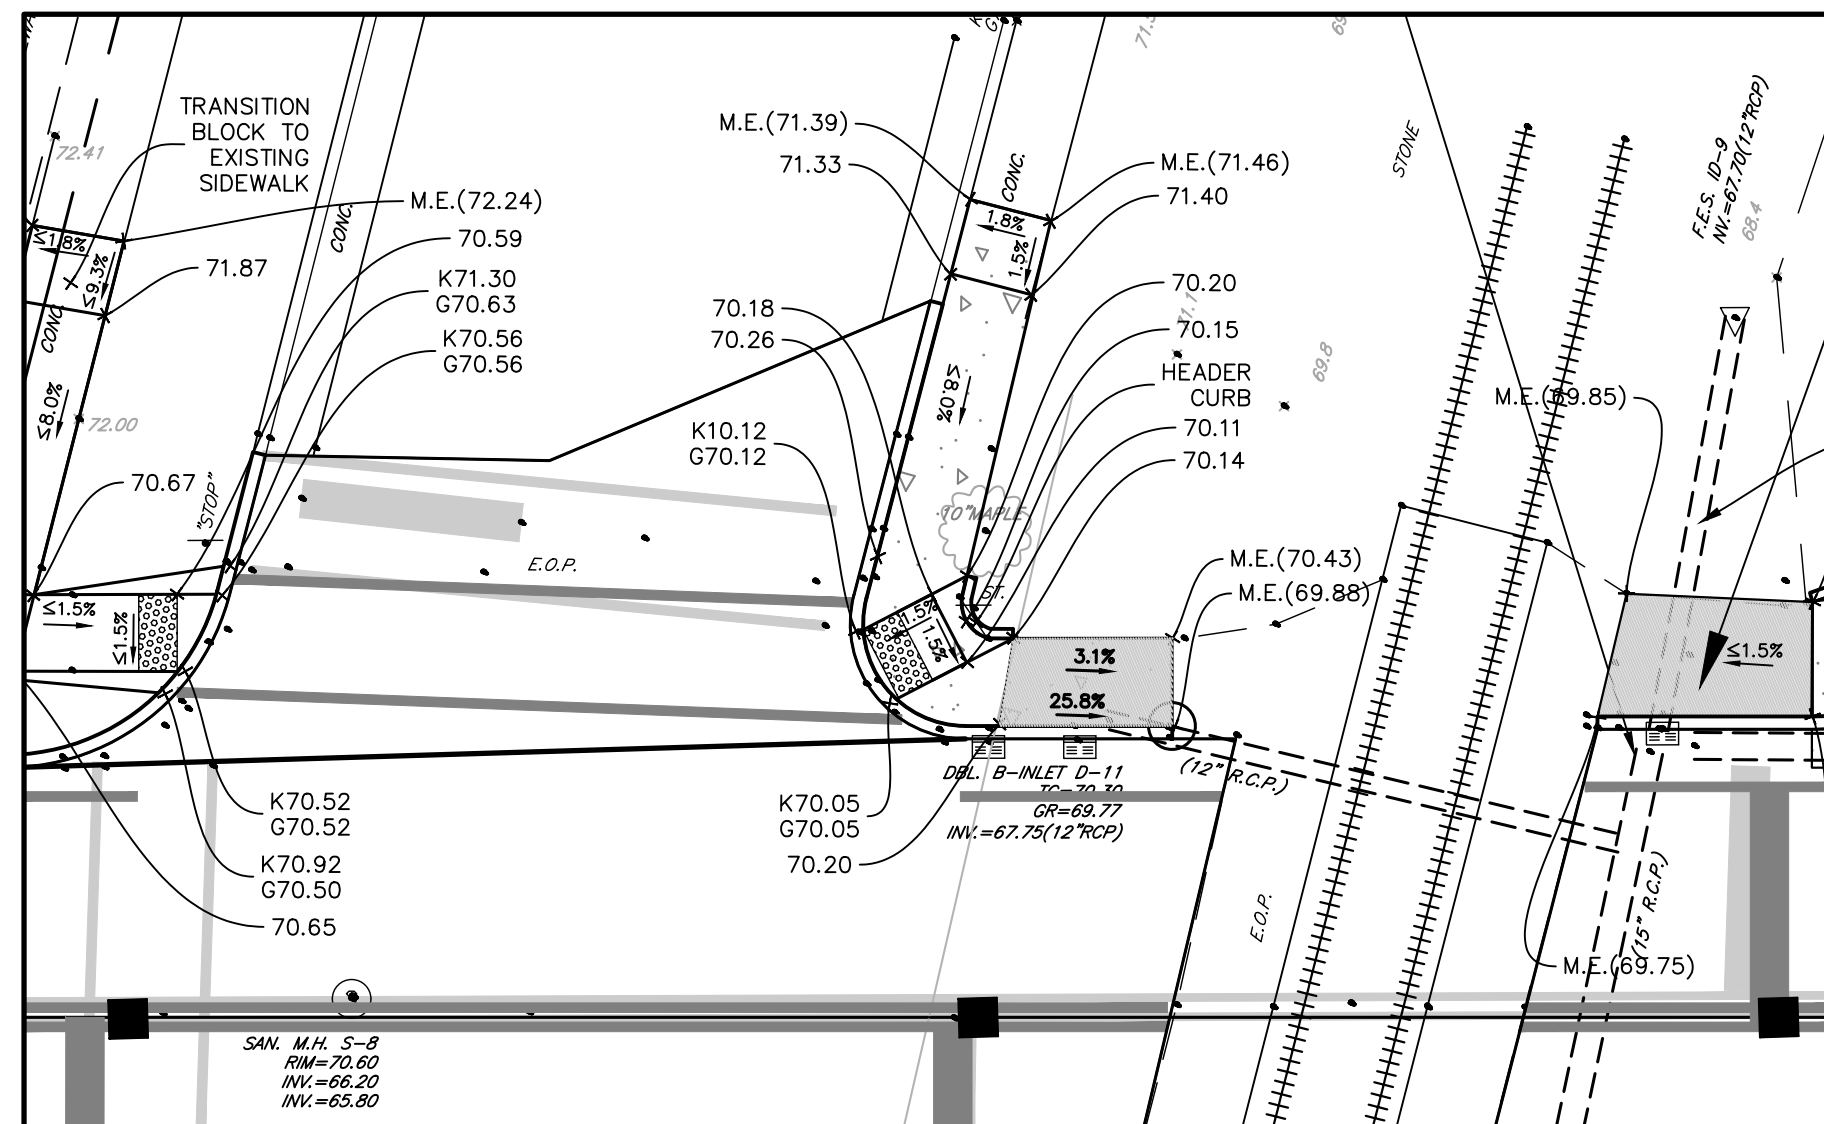 TRANSITION
BLOCK TO
EXISTING
SIDEWALK
72.41
M.E.(72.24)
70.59
≤1.8%
≤9.3%
71.87
K71.30
G70.63
K70.56
G70.56
CONC.
CONC.
≤8.0%
72.00
70.67
"STOP"
≤1.5%
≤1.5%
E.O.P.
M.E.(71.39)
71.33
CONC.
M.E.(71.46)
71.40
1.8%
1.5%
70.18
70.26
70.20
70.15
71.1
HEADER
CURB
≤8.0%
K10.12
G70.12
70.11
70.14
10"MAPLE
ST.
1.5%
1.5%
M.E.(70.43)
M.E.(69.88)
3.1%
25.8%
69.8
STONE
F.E.S. ID-9
NV.=67.70(12"RCP)
68.4
M.E.(69.85)
≤1.5%
DBL. B-INLET D-11
TC=70.30
GR=69.77
INV.=67.75(12"RCP)
(12" R.C.P.)
K70.52
G70.52
K70.92
G70.50
70.65
K70.05
G70.05
70.20
E.O.P.
(15" R.C.P.)
M.E.(69.75)
SAN. M.H. S-8
RIM=70.60
INV.=66.20
INV.=65.80